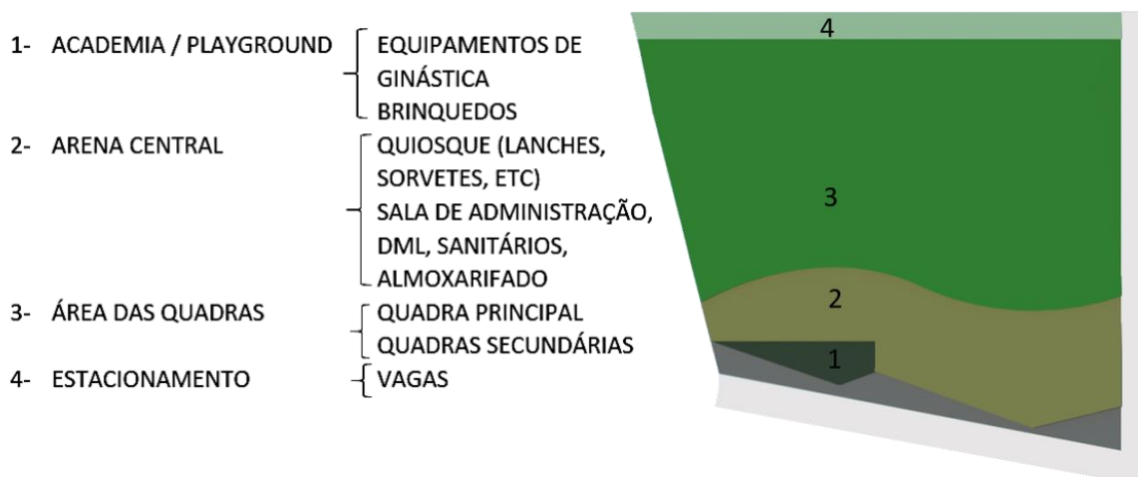 1- ACADEMIA / PLAYGROUND
EQUIPAMENTOS DE
GINÁSTICA
BRINQUEDOS
2- ARENA CENTRAL
QUIOSQUE (LANCHES,
SORVETES, ETC)
SALA DE ADMINISTRAÇÃO,
DML, SANITÁRIOS,
ALMOXARIFADO
3- ÁREA DAS QUADRAS
QUADRA PRINCIPAL
QUADRAS SECUNDÁRIAS
4- ESTACIONAMENTO
VAGAS
4
3
2
1